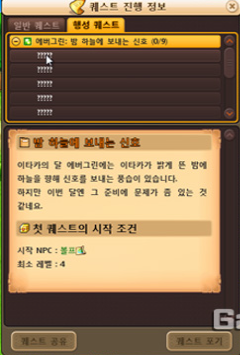 퀘스트 진행 정보
일반 퀘스트 행성 퀘스트
에버그린: 밤 하늘에 보내는 신호 (0/9)
?????
?????
?????
?????
?????
밤 하늘에 보내는 신호
이타카의 달 에버그린에는 이타카가 밝게 뜬 밤에
하늘을 향해 신호를 보내는 풍습이 있습니다.
하지만 이번 달엔 그 준비에 문제가 좀 있는 것
같네요.
첫 퀘스트의 시작 조건
시작 NPC : 볼프
최소 레벨 : 4
퀘스트 공유 퀘스트 포기